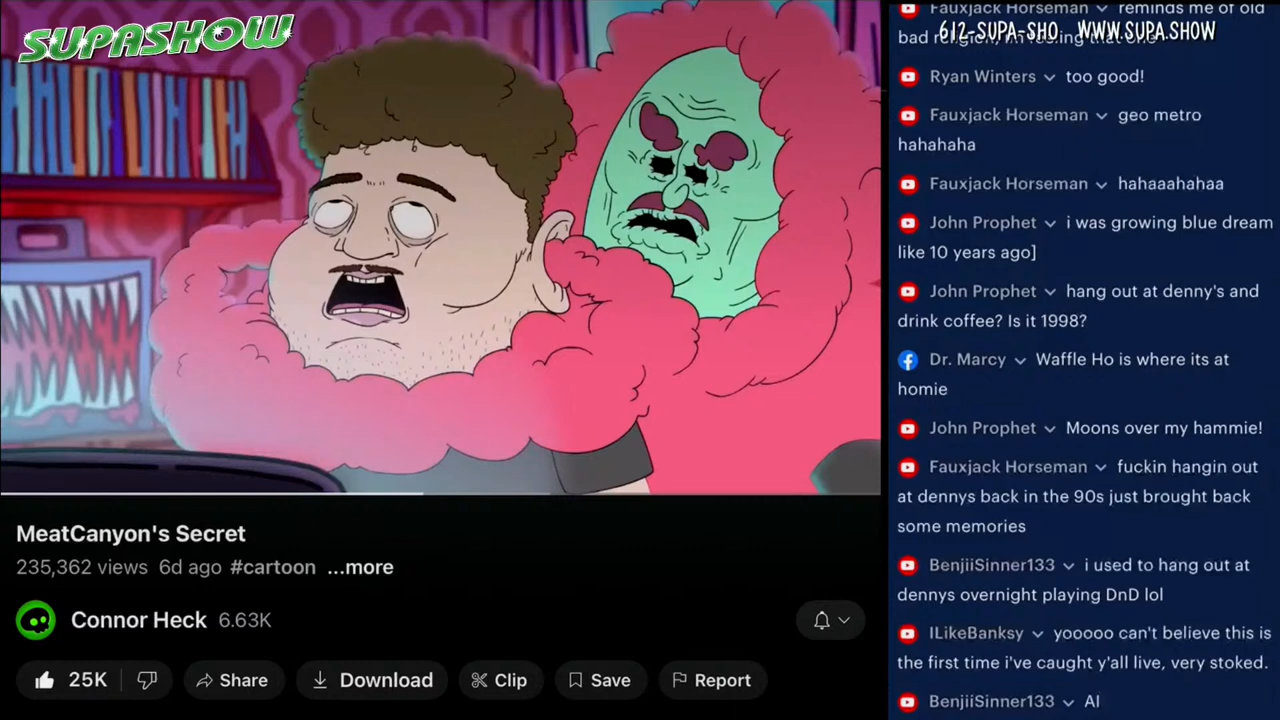 SUPASHOW
612-SUPA-SHO WWW.SUPA.SHOW
MeatCanyon's Secret
235,362 views 6d ago #cartoon ...more
Connor Heck 6.63K
25K Share Download Clip Save Report
Fauxjack Horseman reminds me of old
bad
Ryan Winters too good!
Fauxjack Horseman geo metro
hahahaha
Fauxjack Horseman hahaaahahaa
John Prophet i was growing blue dream
like 10 years ago]
John Prophet hang out at denny's and
drink coffee? Is it 1998?
Dr. Marcy Waffle Ho is where its at
homie
John Prophet Moons over my hammie!
Fauxjack Horseman fuckin hangin out
at dennys back in the 90s just brought back
some memories
BenjiiSinner133 i used to hang out at
dennys overnight playing DnD lol
ILikeBanksy yooooo can't believe this is
the first time i've caught y'all live, very stoked.
BenjiiSinner133 AI